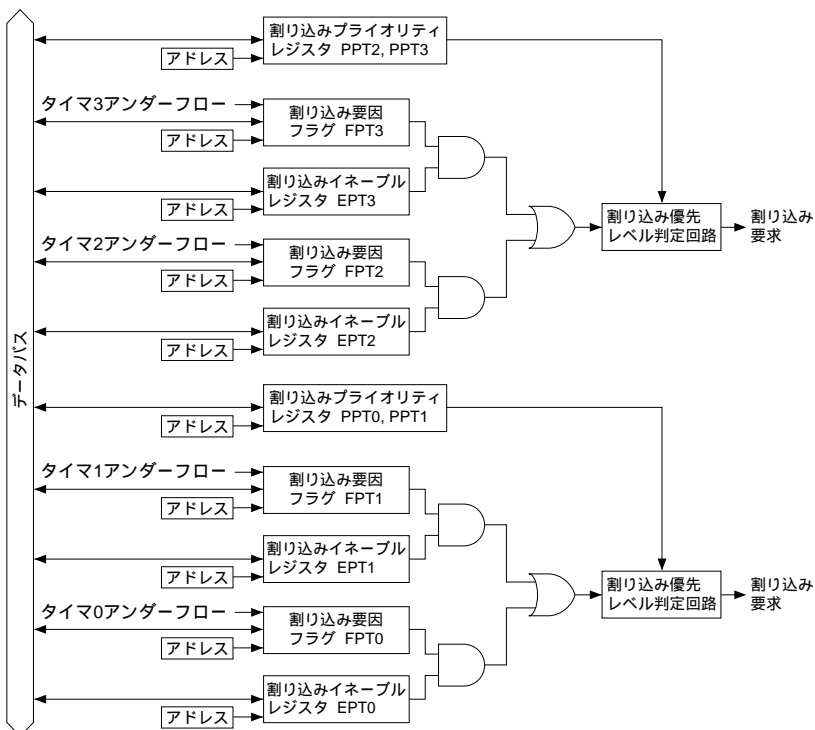 割り込みプライオリティ
レジスタ PPT2, PPT3
アドレス
タイマ3アンダーフロー
割り込み要因
フラグ FPT3
アドレス
割り込みイネーブル
レジスタ EPT3
アドレス
タイマ2アンダーフロー
割り込み要因
フラグ FPT2
アドレス
割り込みイネーブル
レジスタ EPT2
アドレス
割り込み優先
レベル判定回路
割り込み
要求
データバス
割り込みプライオリティ
レジスタ PPT0, PPT1
アドレス
タイマ1アンダーフロー
割り込み要因
フラグ FPT1
アドレス
割り込みイネーブル
レジスタ EPT1
アドレス
タイマ0アンダーフロー
割り込み要因
フラグ FPT0
アドレス
割り込みイネーブル
レジスタ EPT0
アドレス
割り込み優先
レベル判定回路
割り込み
要求